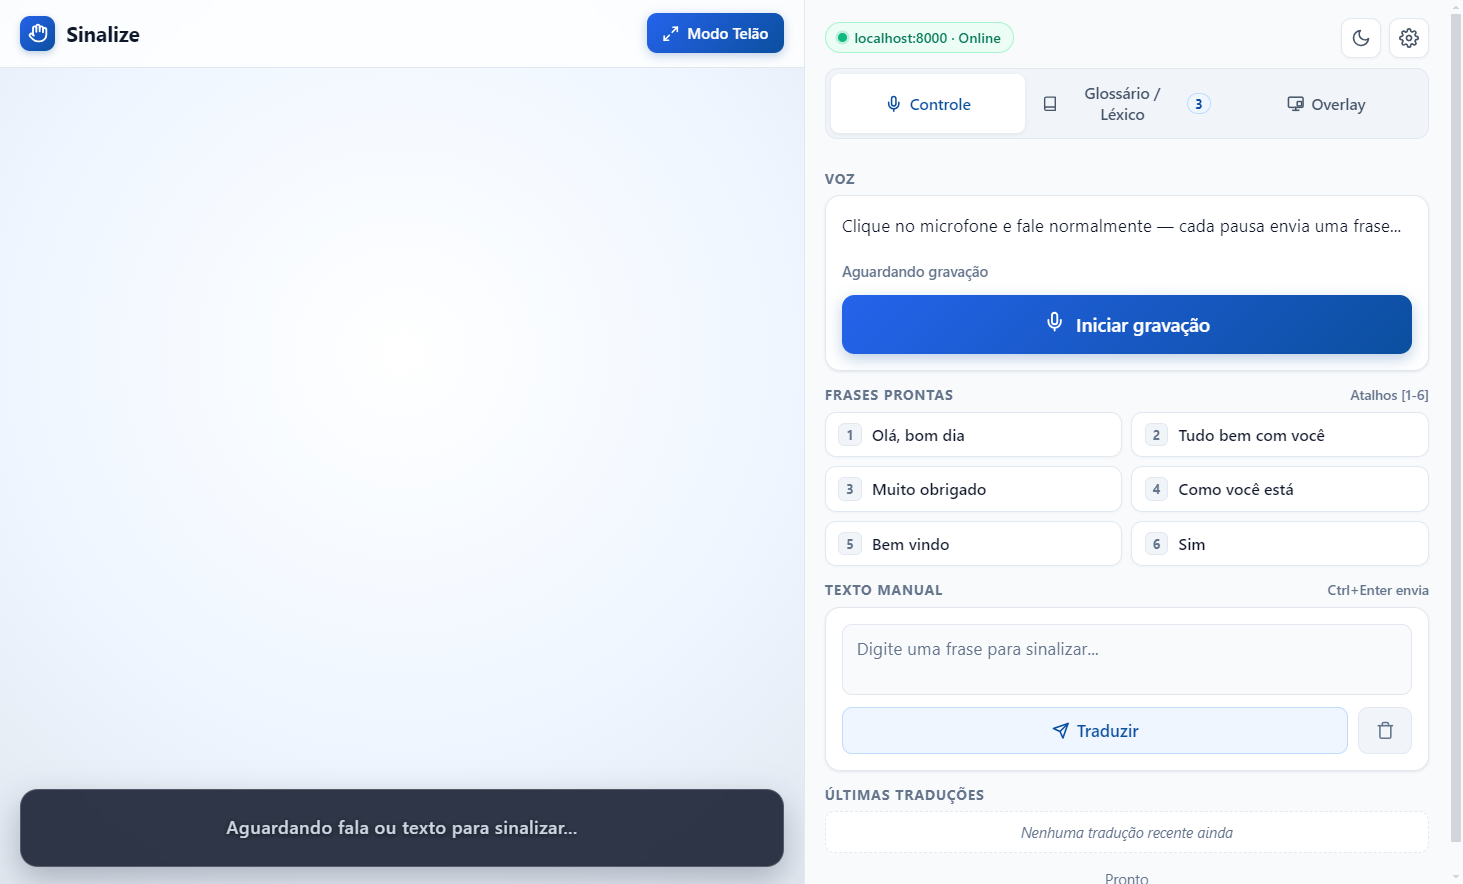 Sinalize
Modo Telão
Aguardando fala ou texto para sinalizar...
localhost:8000 · Online
Controle
Glossário /
Léxico
3
Overlay
VOZ
Clique no microfone e fale normalmente — cada pausa envia uma frase...
Aguardando gravação
Iniciar gravação
FRASES PRONTAS
Atalhos [1-6]
1 Olá, bom dia
2 Tudo bem com você
3 Muito obrigado
4 Como você está
5 Bem vindo
6 Sim
TEXTO MANUAL
Ctrl+Enter envia
Digite uma frase para sinalizar...
Traduzir
ÚLTIMAS TRADUÇÕES
Nenhuma tradução recente ainda
Pronto